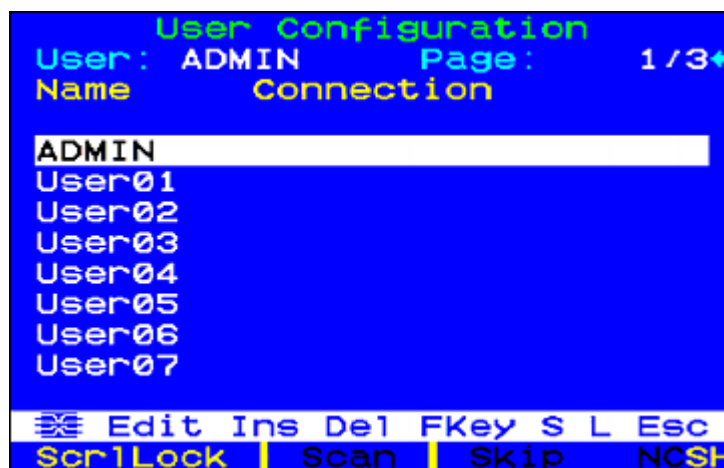 User Configuration
User: ADMIN Page: 1/3
Name Connection
ADMIN
User01
User02
User03
User04
User05
User06
User07
Edit Ins Del FKey S L Esc
ScrlLock Scan Skip NCSH